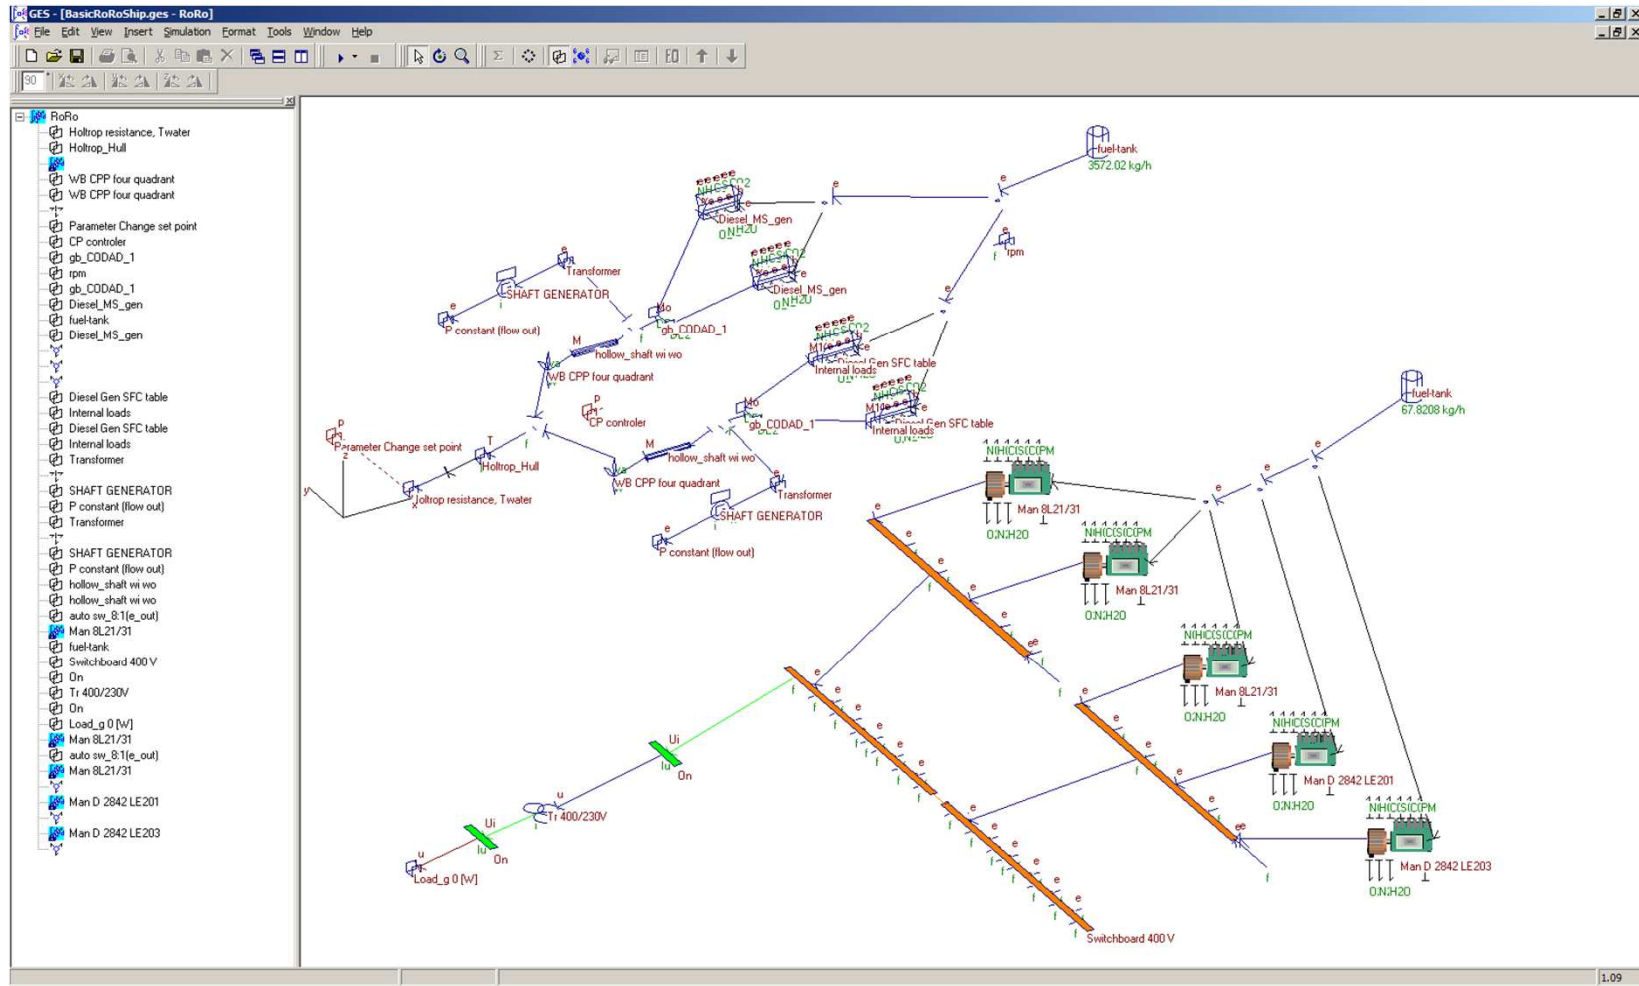 GES - [BasicRoRoShip.ges - RoRo]
File Edit View Insert Simulation Format Tools Window Help
90
RoRo
Holtrop resistance, Twater
Holtrop_Hull
WB CPP four quadrant
WB CPP four quadrant
Parameter Change set point
CP controler
gb_CODAD_1
rpm
gb_CODAD_1
Diesel_MS_gen
fuel-tank
Diesel_MS_gen
Diesel Gen SFC table
Internal loads
Diesel Gen SFC table
Internal loads
Transformer
SHAFT GENERATOR
P constant (flow out)
Transformer
SHAFT GENERATOR
P constant (flow out)
hollow_shaft wi wo
hollow_shaft wi wo
auto sw_8:1(e_out)
Man 8L21/31
fuel-tank
Switchboard 400 V
On
Tr 400/230V
On
Load_g 0 [W]
Man 8L21/31
auto sw_8:1(e_out)
Man 8L21/31
Man D 2842 LE201
Man D 2842 LE203
fuel-tank
3572.02 kg/h
Diesel_MS_gen
rpm
Transformer
Diesel_MS_gen
SHAFT GENERATOR
P constant (flow out)
gb_CODAD_1
hollow_shaft wi wo
Diesel Gen SFC table
Internal loads
WB CPP four quadrant
fuel-tank
67.8208 kg/h
CP controler
gb_CODAD_1
Diesel Gen SFC table
Internal loads
Parameter Change set point
Holtrop_Hull
hollow_shaft wi wo
WB CPP four quadrant
Transformer
oltrop resistance, Twater
SHAFT GENERATOR
Man 8L21/31
P constant (flow out)
Man 8L21/31
Man 8L21/31
On
Man D 2842 LE201
Tr 400/230V
On
Man D 2842 LE203
Load_g 0 [W]
Switchboard 400 V
1.09